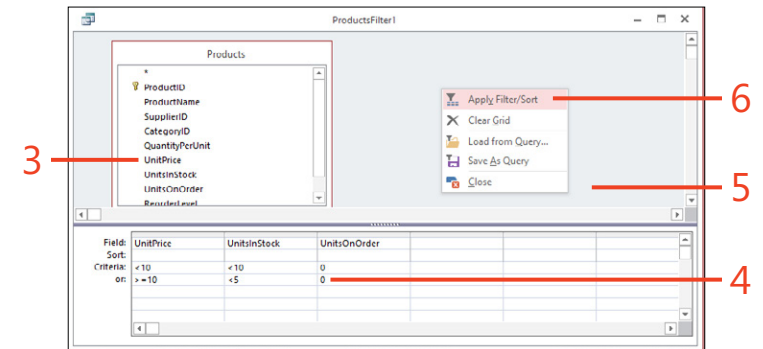 ProductsFilter1
Products
*
ProductID
ProductName
SupplierID
CategoryID
QuantityPerUnit
UnitPrice
UnitsInStock
UnitsOnOrder
ReorderLevel
Apply Filter/Sort
Clear Grid
Load from Query...
Save As Query
Close
3
6
5
Field: UnitPrice UnitsInStock UnitsOnOrder
Sort:
Criteria: <10 <10 0
or: >=10 <5 0
4